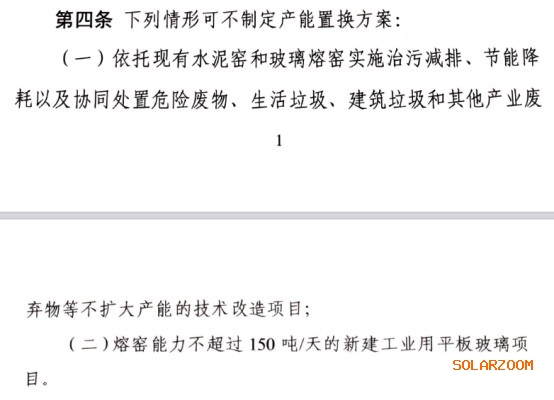 第四条 下列情形可不制定产能置换方案：
（一）依托现有水泥窑和玻璃熔窑实施治污减排、节能降
耗以及协同处置危险废物、生活垃圾、建筑垃圾和其他产业废
1
弃物等不扩大产能的技术改造项目；
（二）熔窑能力不超过 150 吨/天的新建工业用平板玻璃项
目。
SOLARZOOM